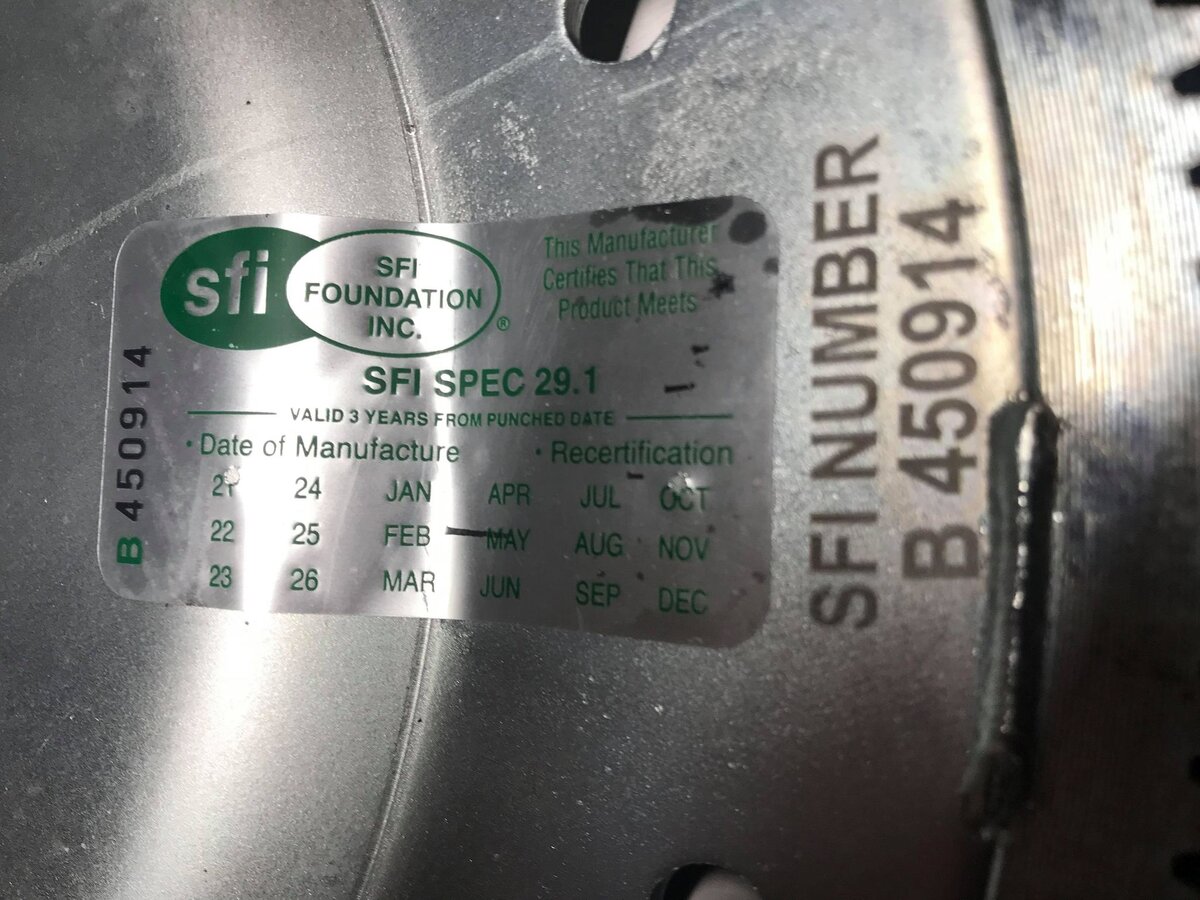 sfi
SFI
FOUNDATION
INC.
®
This Manufacturer
Certifies That This
Product Meets
SFI SPEC 29.1
VALID 3 YEARS FROM PUNCHED DATE
• Date of Manufacture • Recertification
21 24 JAN APR JUL OCT
22 25 FEB MAY AUG NOV
23 26 MAR JUN SEP DEC
B 450914
SFI NUMBER
B 450914